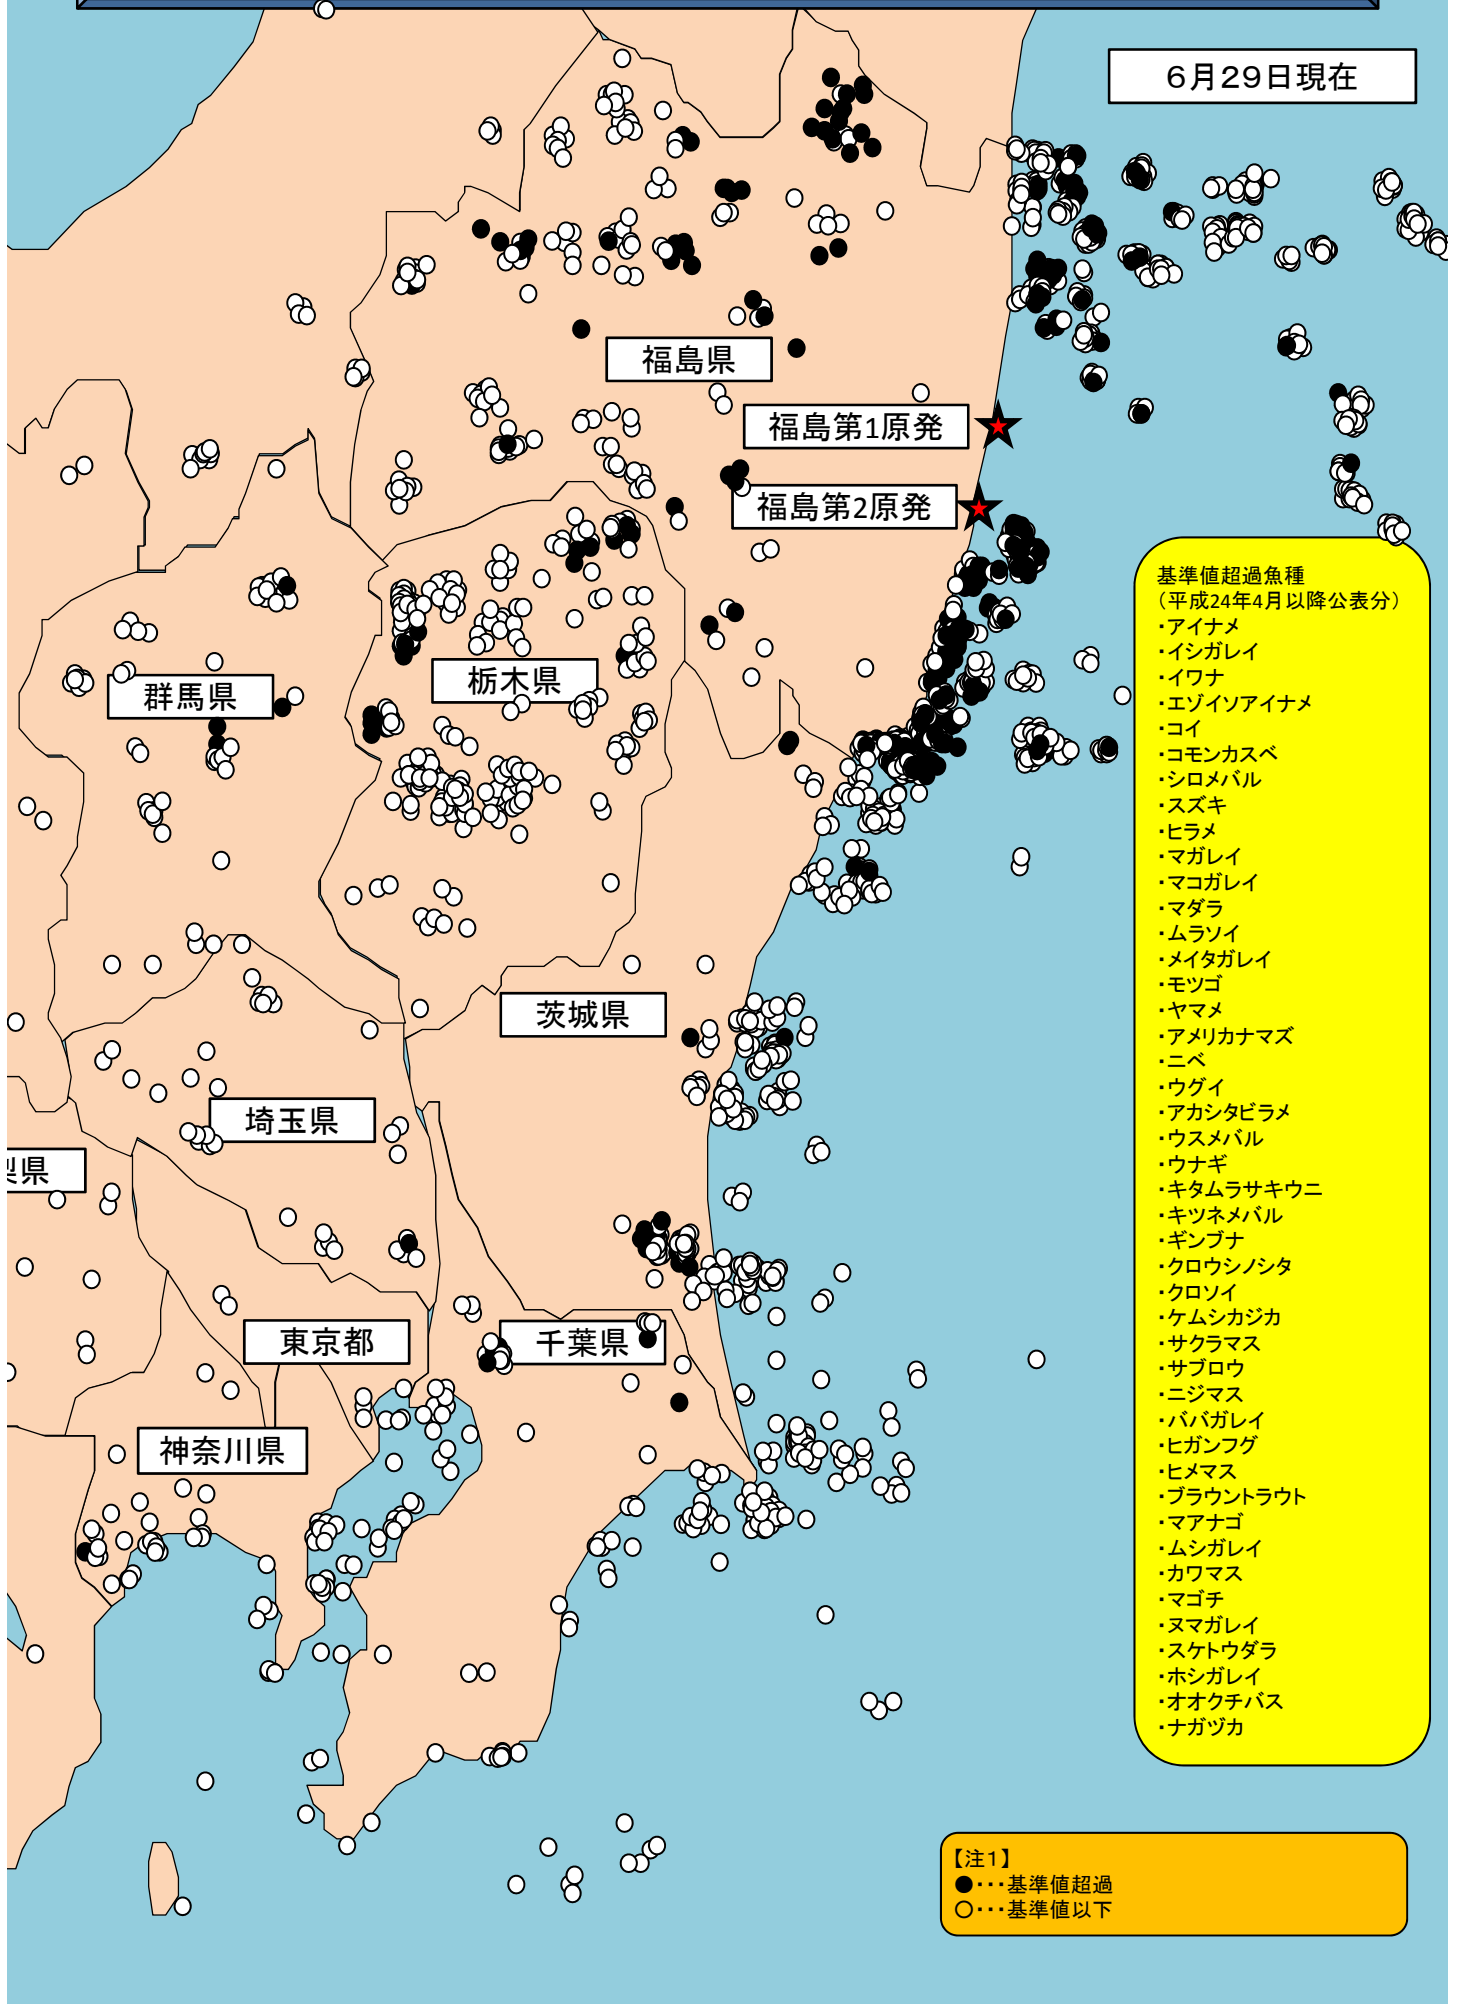 6月29日現在
福島県
福島第1原発
福島第2原発
基準値超過魚種
（平成24年4月以降公表分）
・アイナメ
・イシガレイ
・イワナ
・エゾイソアイナメ
・コイ
・コモンカスベ
・シロメバル
・スズキ
・ヒラメ
・マガレイ
・マコガレイ
・マダラ
・ムラソイ
・メイタガレイ
・モツゴ
・ヤマメ
・アメリカナマズ
・ニベ
・ウグイ
・アカシタビラメ
・ウスメバル
・ウナギ
・キタムラサキウニ
・キツネメバル
・ギンブナ
・クロウシノシタ
・クロソイ
・ケムシカジカ
・サクラマス
・サブロウ
・ニジマス
・ババガレイ
・ヒガンフグ
・ヒメマス
・ブラウントラウト
・マアナゴ
・ムシガレイ
・カワマス
・マゴチ
・ヌマガレイ
・スケトウダラ
・ホシガレイ
・オオクチバス
・ナガヅカ
栃木県
群馬県
茨城県
埼玉県
梨県
東京都
千葉県
神奈川県
【注1】
●・・・基準値超過
○・・・基準値以下